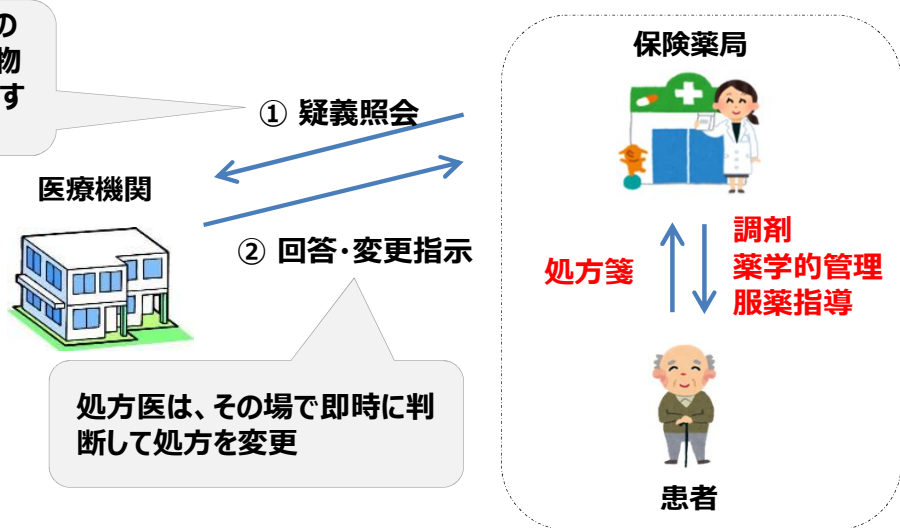 の
物
す
① 疑義照会
保険薬局
医療機関
② 回答・変更指示
処方箋
調剤
薬学的管理
服薬指導
処方医は、その場で即時に判
断して処方を変更
患者